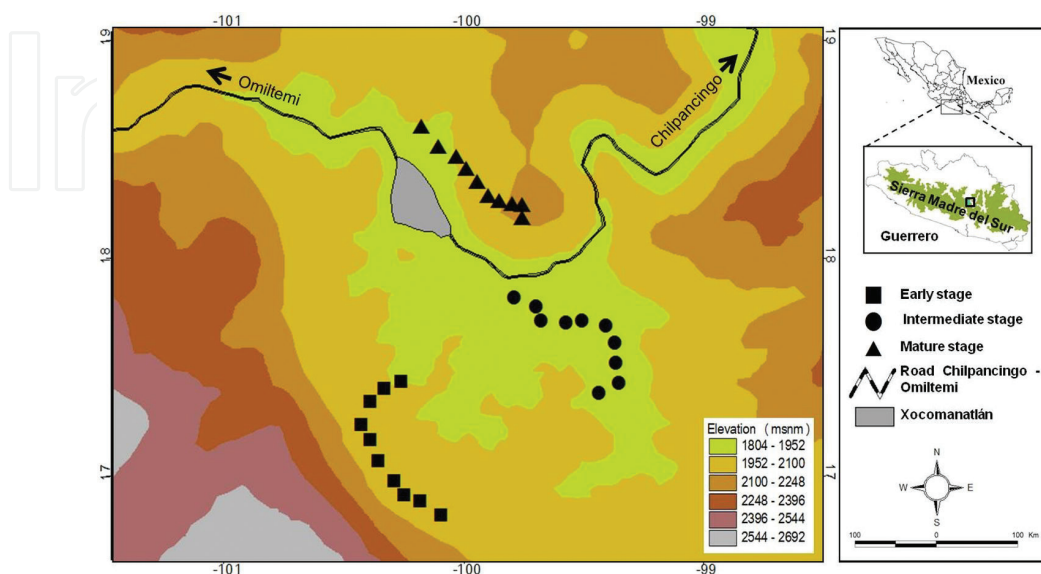 In
-101
-100
-99
19
19
Omiltemi
Chilpancingo
18
18
17
17
Elevation ( msnm )
1804 - 1952
1952 - 2100
2100 - 2248
2248 - 2396
2396 - 2544
2544 - 2692
-101
-100
-99
Mexico
Sierra Madre del Sur
Guerrero
Early stage
Intermediate stage
Mature stage
Road Chilpancingo -
Omiltemi
Xocomanatlán
N
W
E
S
100
0
100 Km